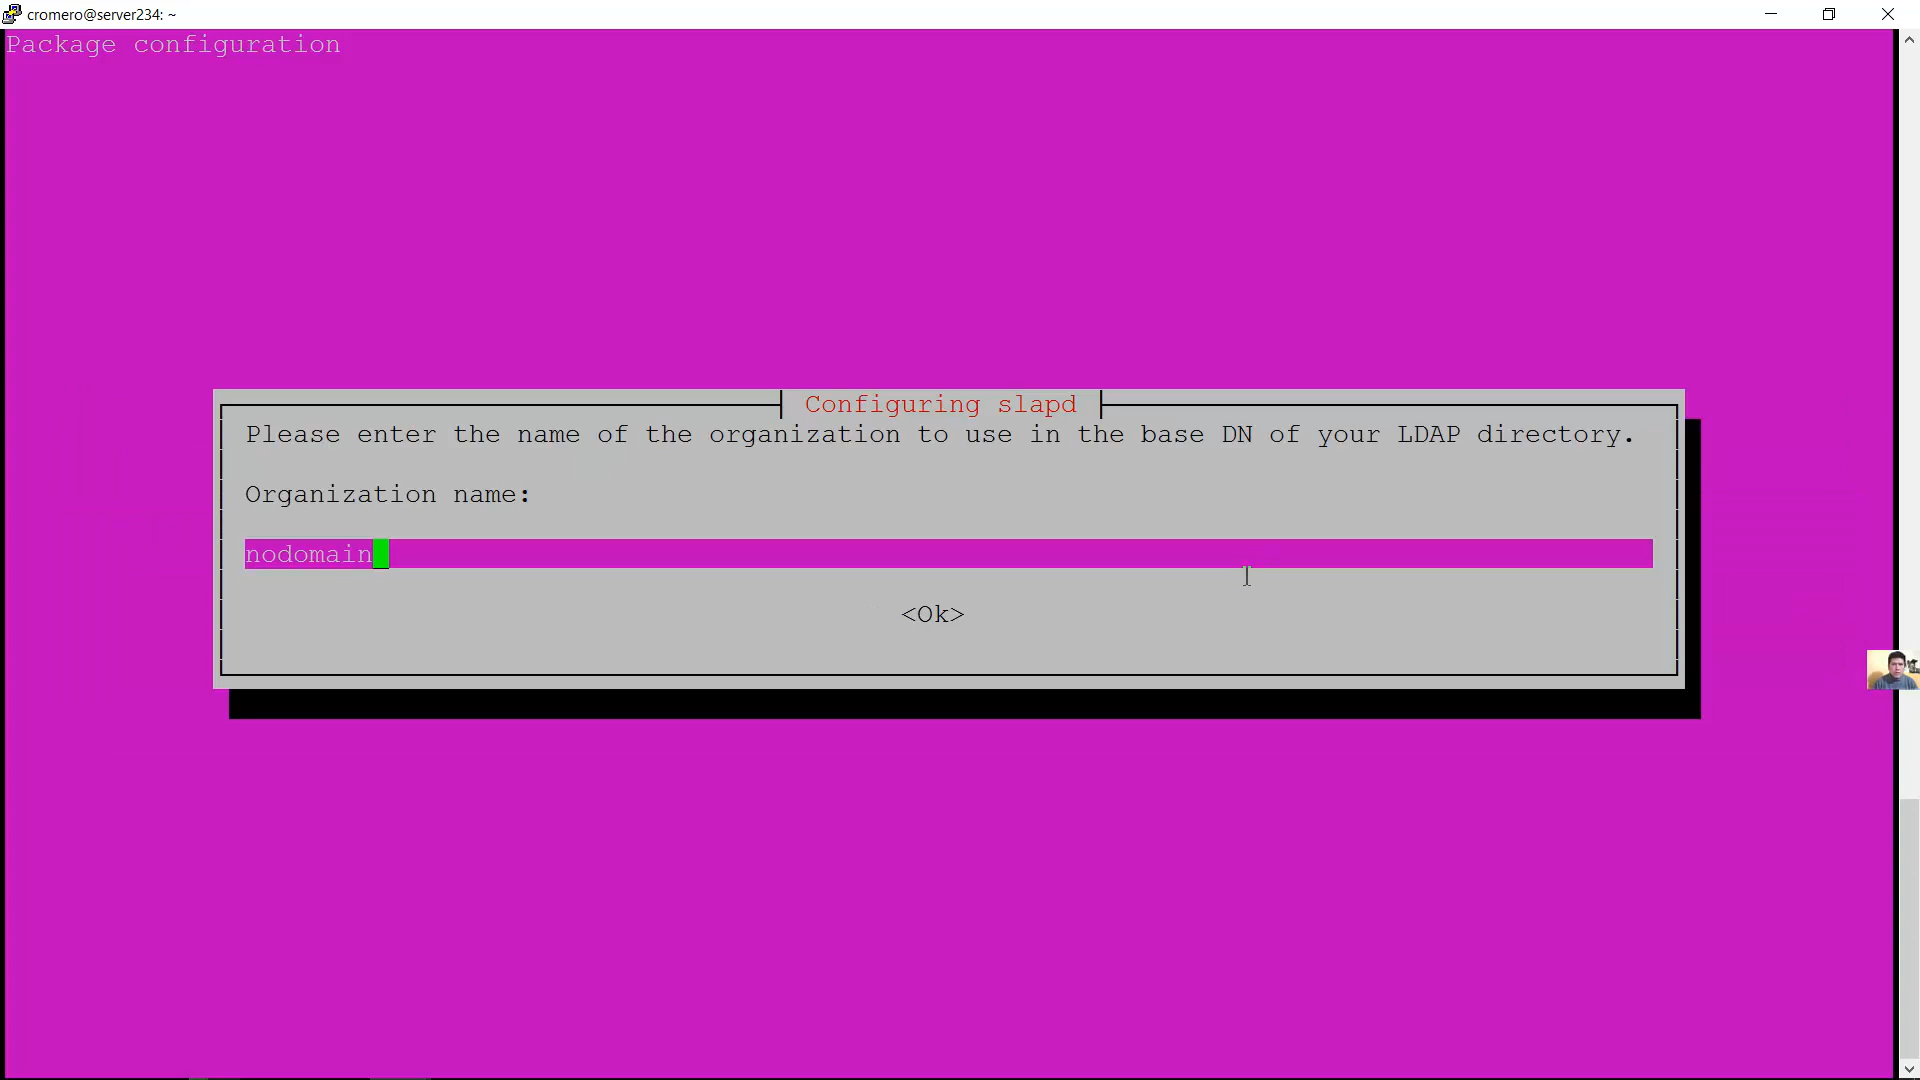 cromero@server234: ~
Package configuration
Configuring slapd
Please enter the name of the organization to use in the base DN of your LDAP directory.
Organization name:
nodomain
<Ok>